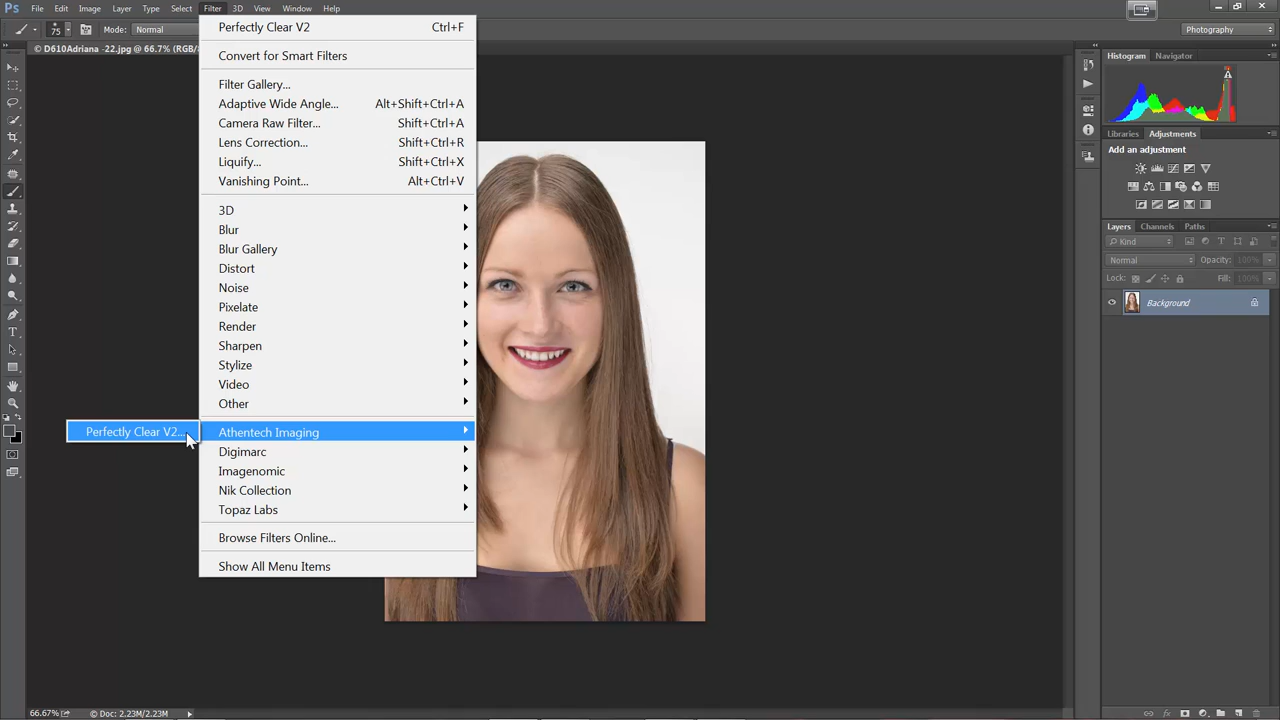 Ps File Edit Image Layer Type Select Filter 3D View Window Help
75 Mode: Normal
Photography
© D610Adriana -22.jpg @ 66.7% (RGB/8
Perfectly Clear V2 Ctrl+F
Convert for Smart Filters
Filter Gallery...
Adaptive Wide Angle... Alt+Shift+Ctrl+A
Camera Raw Filter... Shift+Ctrl+A
Lens Correction... Shift+Ctrl+R
Liquify... Shift+Ctrl+X
Vanishing Point... Alt+Ctrl+V
3D
Blur
Blur Gallery
Distort
Noise
Pixelate
Render
Sharpen
Stylize
Video
Other
Athentech Imaging
Perfectly Clear V2...
Digimarc
Imagenomic
Nik Collection
Topaz Labs
Browse Filters Online...
Show All Menu Items
Histogram Navigator
Libraries Adjustments
Add an adjustment
Layers Channels Paths
Kind
Normal Opacity: 100%
Lock: Fill: 100%
Background
66.67% Doc: 2.23M/2.23M